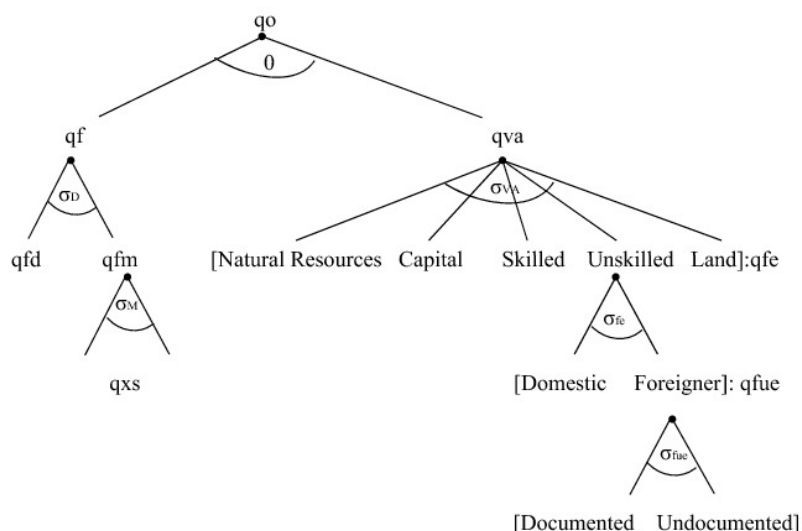 qo
0
qf qva
σD σVA
qfd qfm [Natural Resources Capital Skilled Unskilled Land]:qfe
σM σfe
qxs [Domestic Foreigner]: qfue
σfue
[Documented Undocumented]